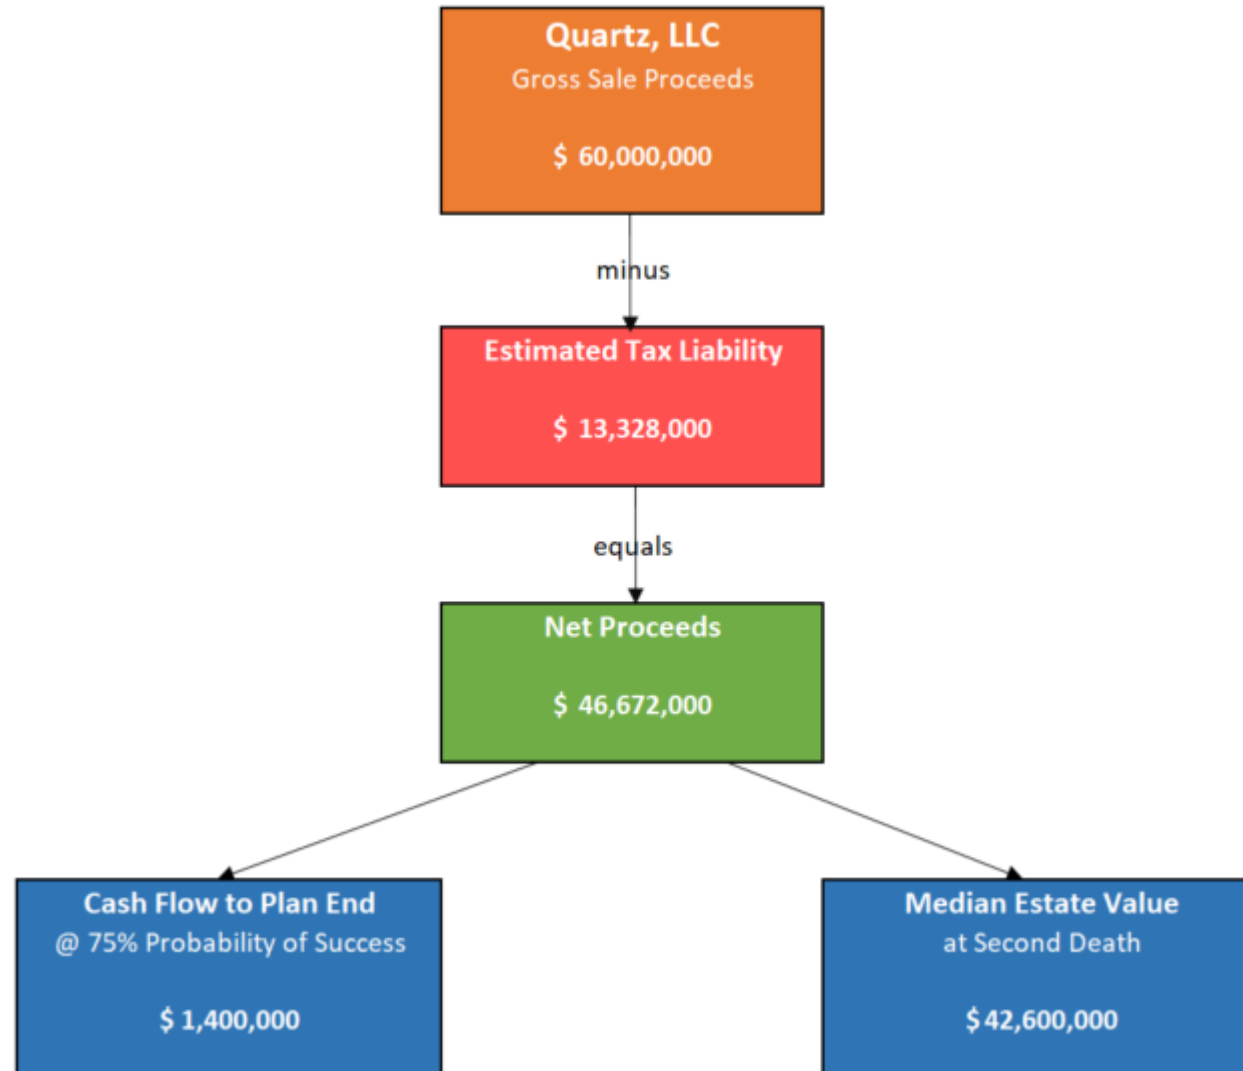 Quartz, LLC
Gross Sale Proceeds
$ 60,000,000
minus
Estimated Tax Liability
$ 13,328,000
equals
Net Proceeds
$ 46,672,000
Cash Flow to Plan End
@ 75% Probability of Success
$ 1,400,000
Median Estate Value
at Second Death
$ 42,600,000